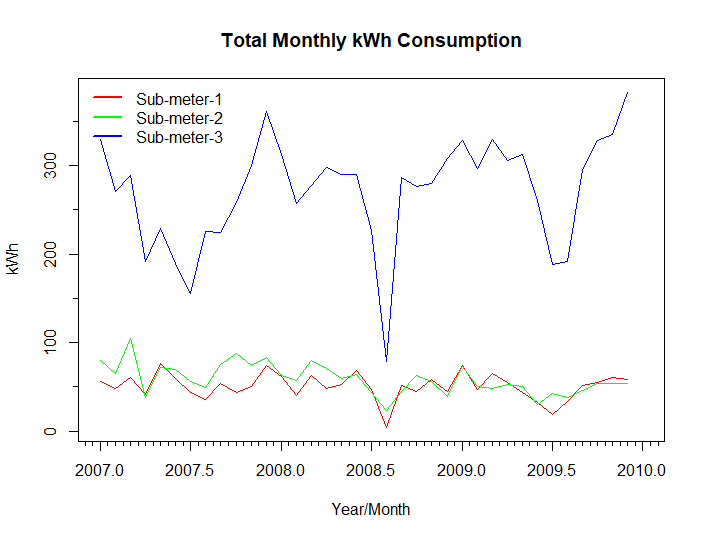 Total Monthly kWh Consumption
Sub-meter-1
Sub-meter-2
Sub-meter-3
kWh
300
200
100
0
2007.0 2007.5 2008.0 2008.5 2009.0 2009.5 2010.0
Year/Month